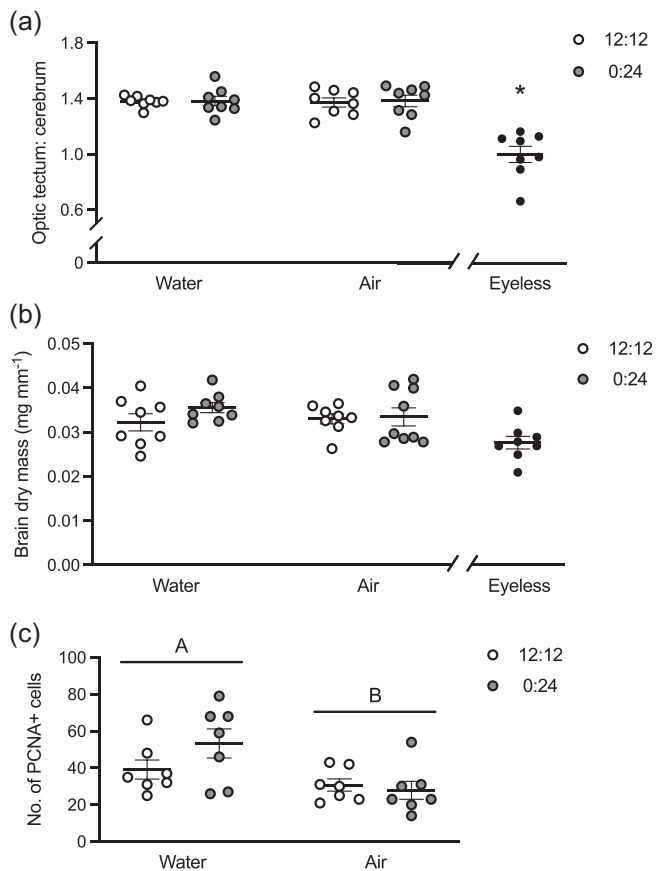 (a)
Optic tectum: cerebrum
1.8
1.4
1.0
0.6
0
*
12:12
0:24
Water Air Eyeless
(b)
Brain dry mass (mg mm⁻¹)
0.05
0.04
0.03
0.02
0.01
0.00
12:12
0:24
Water Air Eyeless
(c)
No. of PCNA+ cells
100
80
60
40
20
0
A
B
12:12
0:24
Water Air